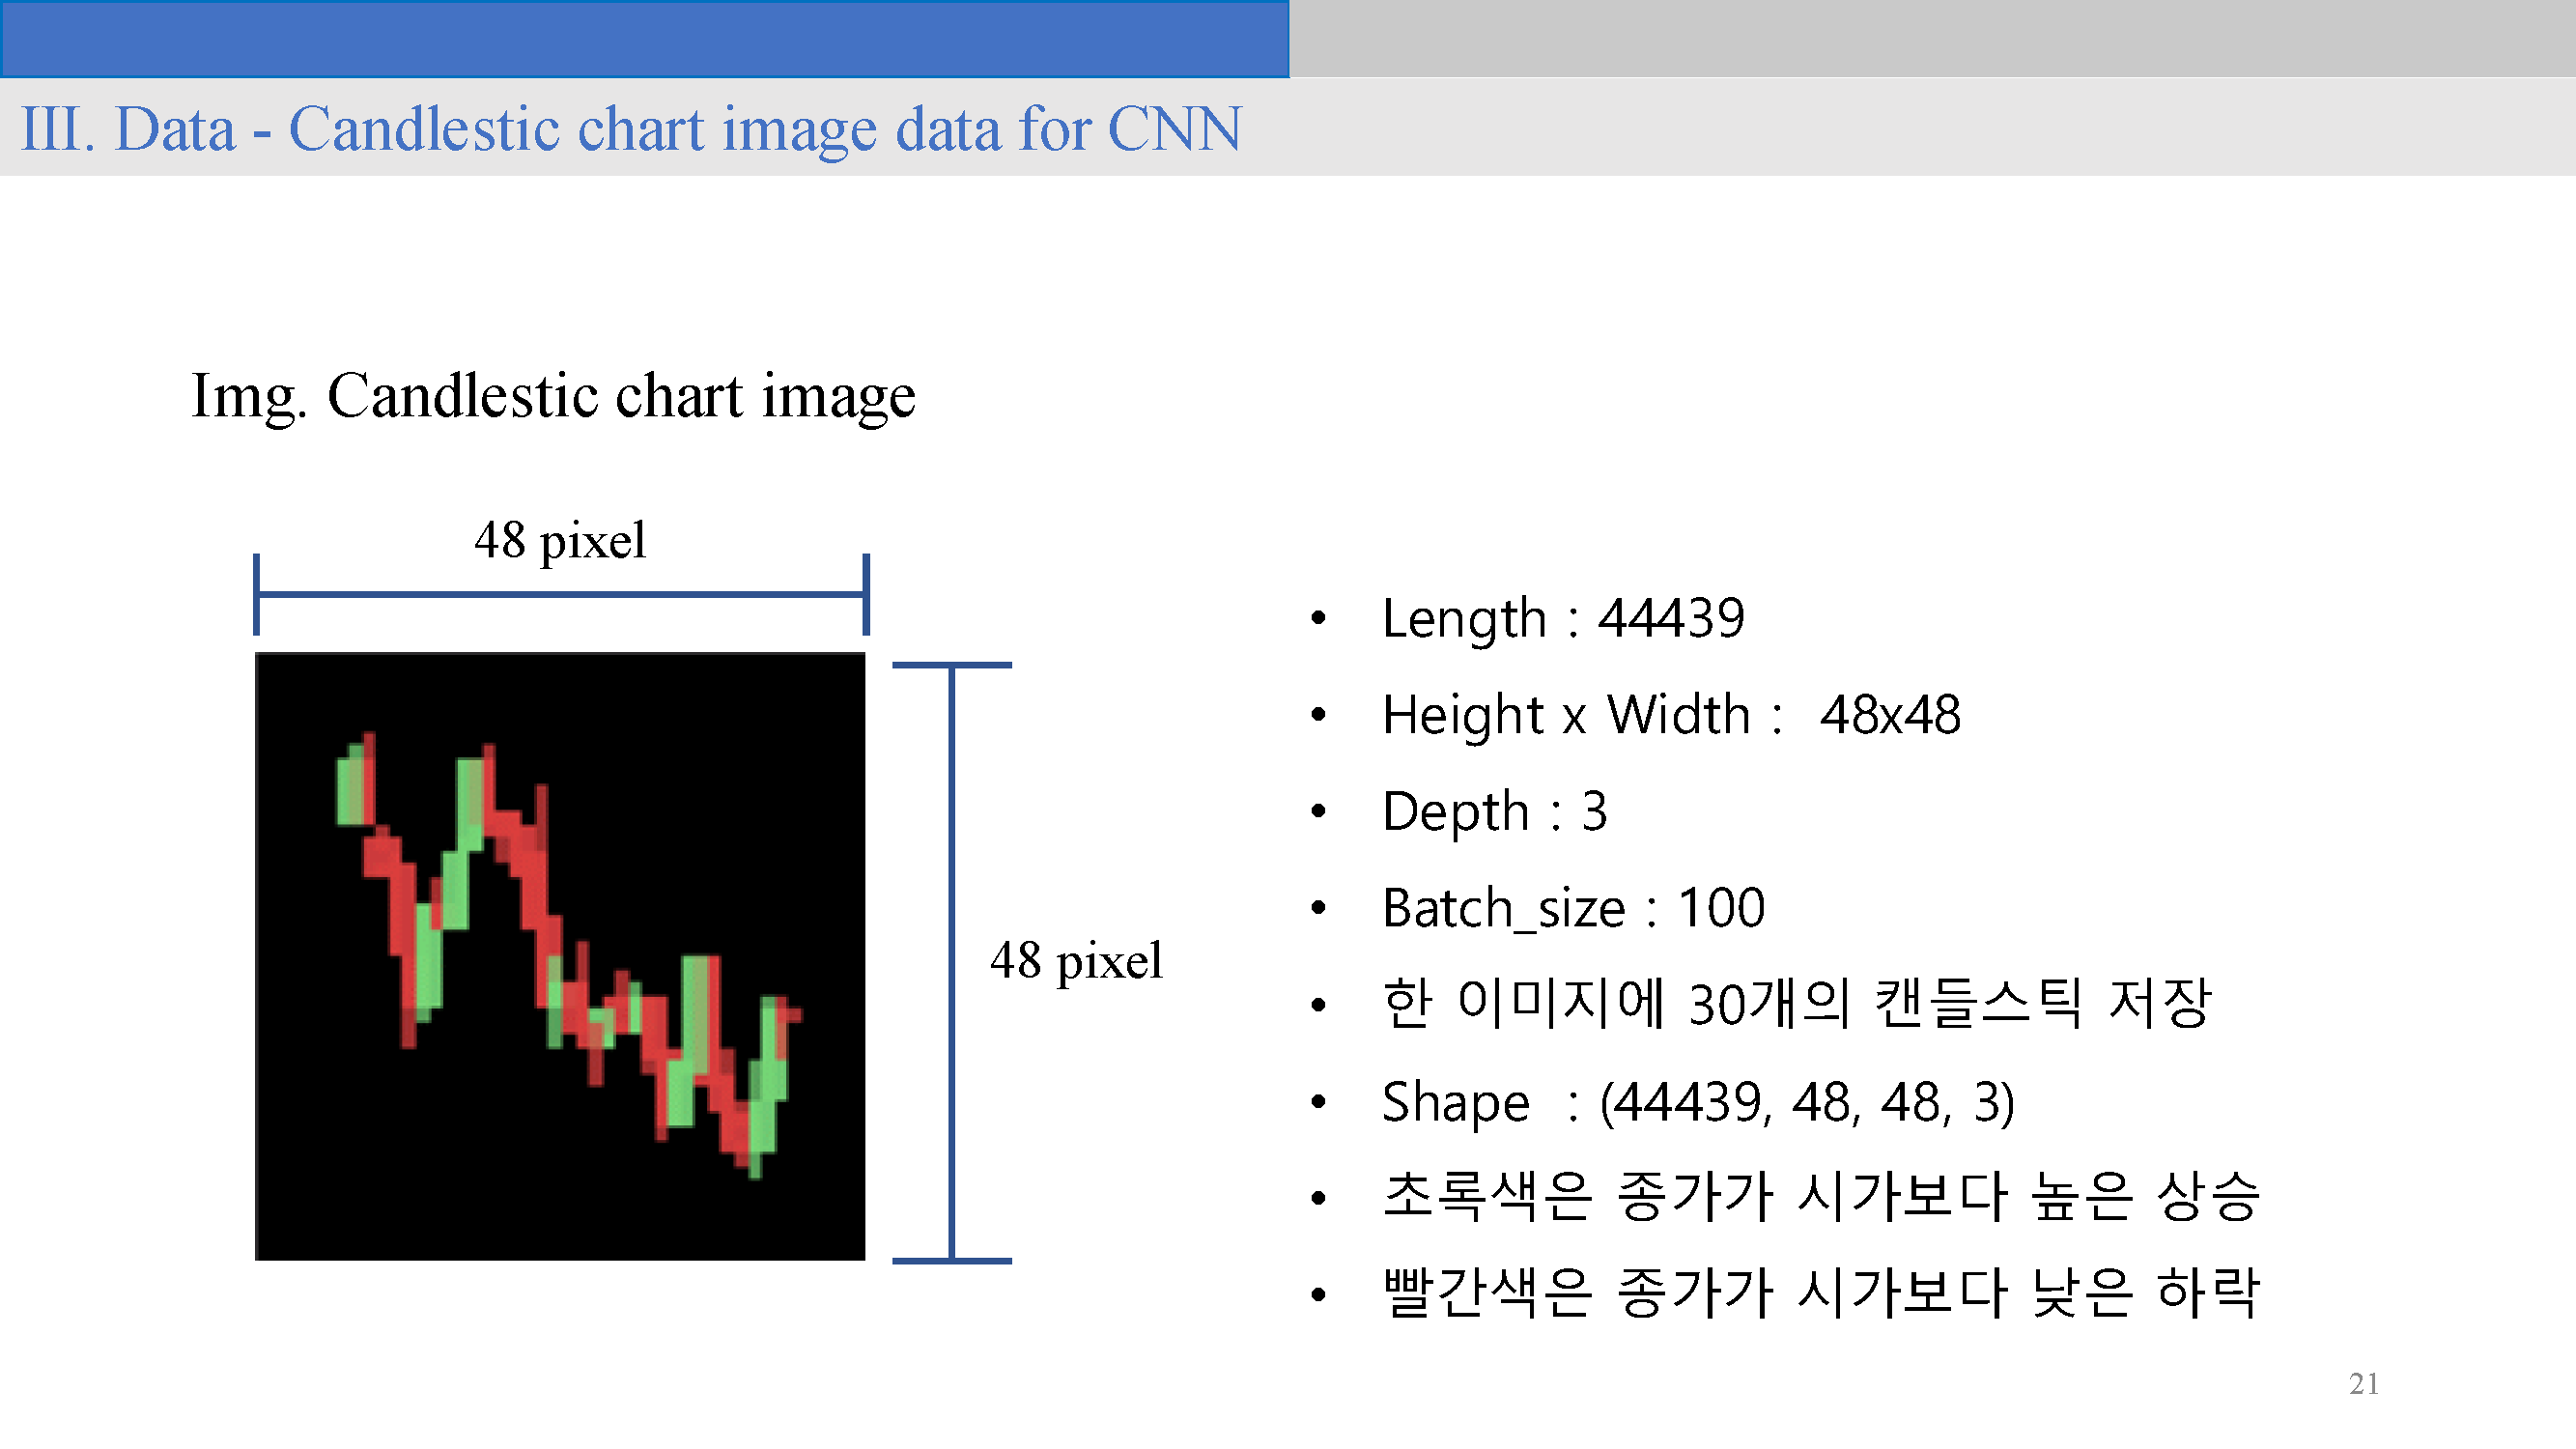 III. Data - Candlestic chart image data for CNN
Img. Candlestic chart image
48 pixel
48 pixel
• Length : 44439
• Height x Width : 48x48
• Depth : 3
• Batch_size : 100
• 한 이미지에 30개의 캔들스틱 저장
• Shape : (44439, 48, 48, 3)
• 초록색은 종가가 시가보다 높은 상승
• 빨간색은 종가가 시가보다 낮은 하락
21